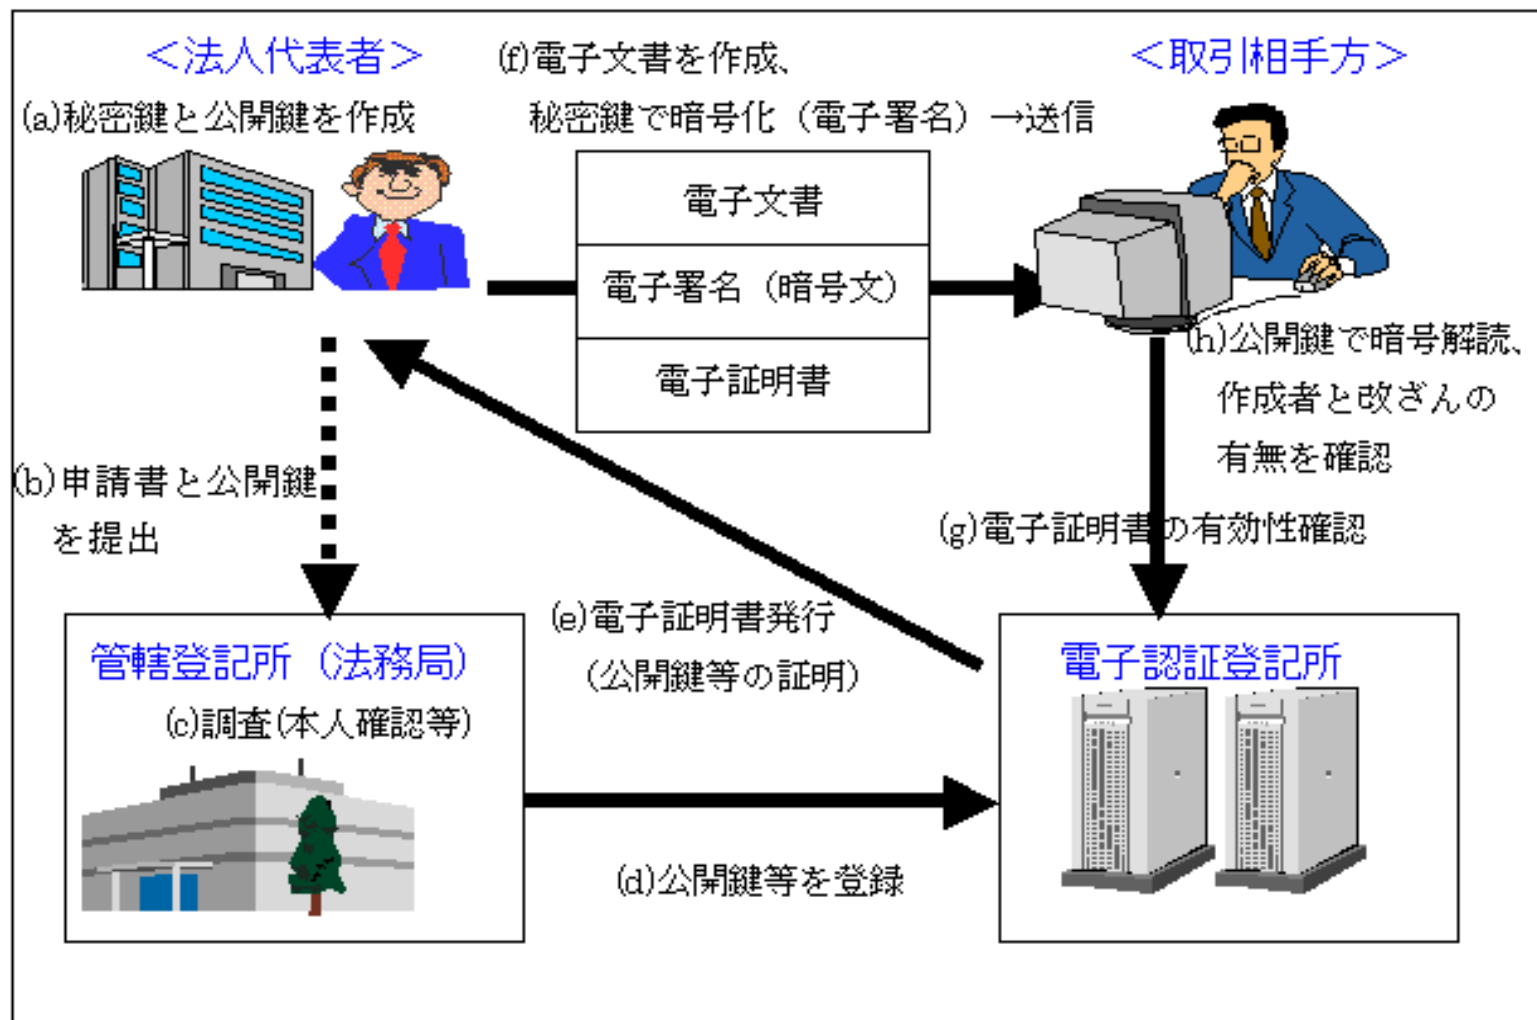 ＜法人代表者＞
(a)秘密鍵と公開鍵を作成
(f)電子文書を作成、
秘密鍵で暗号化（電子署名）→送信
＜取引相手方＞
電子文書
電子署名（暗号文）
電子証明書
(h)公開鍵で暗号解読、
作成者と改ざんの
有無を確認
(b)申請書と公開鍵
を提出
(g)電子証明書の有効性確認
(e)電子証明書発行
（公開鍵等の証明）
管轄登記所（法務局）
(c)調査(本人確認等)
電子認証登記所
(d)公開鍵等を登録